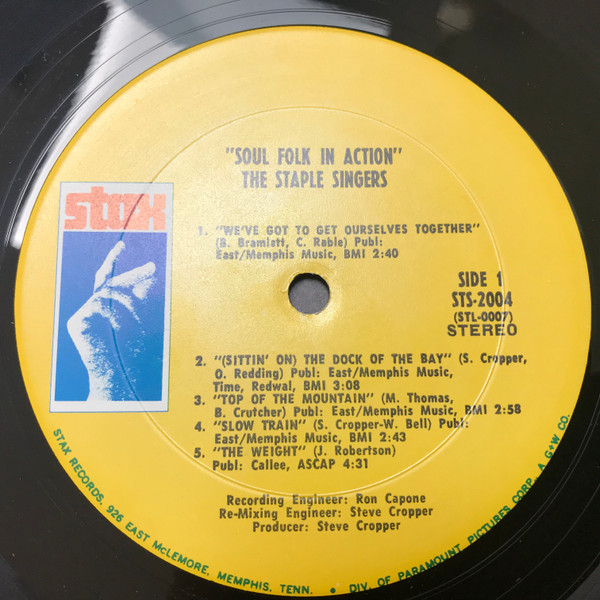 "SOUL FOLK IN ACTION"
THE STAPLE SINGERS
stax
1. "WE'VE GOT TO GET OURSELVES TOGETHER"
(B. Bramlett, C. Rable) Publ:
East/Memphis Music, BMI 2:40
SIDE 1
STS-2004
(STL-0007)
STEREO
2. "(SITTIN' ON) THE DOCK OF THE BAY" (S. Cropper,
O. Redding) Publ: East/Memphis Music,
Time, Redwal, BMI 3:08
3. "TOP OF THE MOUNTAIN" (M. Thomas,
B. Crutcher) Publ: East/Memphis Music, BMI 2:58
4. "SLOW TRAIN" (S. Cropper-W. Bell) Publ:
East/Memphis Music, BMI 2:43
5. "THE WEIGHT" (J. Robertson)
Publ: Callee, ASCAP 4:31
Recording Engineer: Ron Capone
Re-Mixing Engineer: Steve Cropper
Producer: Steve Cropper
STAX RECORDS, 926 EAST McLEMORE, MEMPHIS, TENN. • DIV. OF PARAMOUNT PICTURES CORP. A G+W CO.